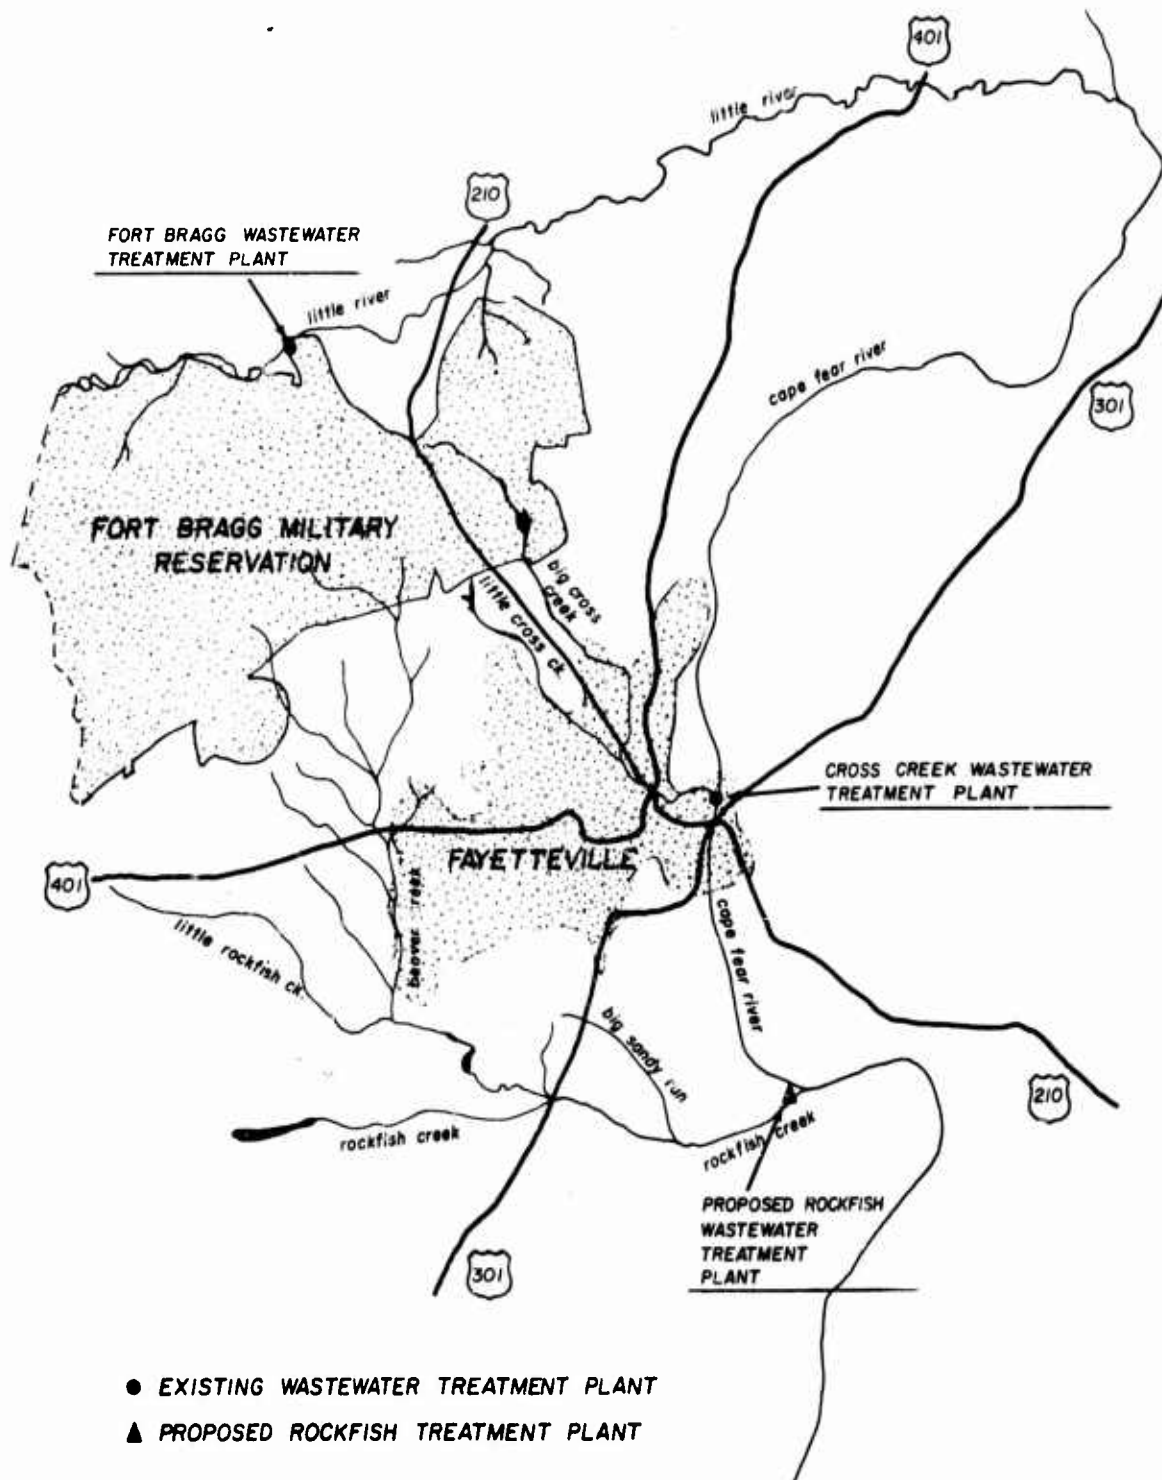 401
little river
210
FORT BRAGG WASTEWATER
TREATMENT PLANT
little river
cape fear river
301
FORT BRAGG MILITARY
RESERVATION
big cross
creek
little cross ck
CROSS CREEK WASTEWATER
TREATMENT PLANT
FAYETTEVILLE
401
beaver reek
little rockfish ck.
cape fear river
big sandy run
210
rockfish creek
rockfish creek
PROPOSED ROCKFISH
WASTEWATER
TREATMENT
PLANT
301
● EXISTING WASTEWATER TREATMENT PLANT
▲ PROPOSED ROCKFISH TREATMENT PLANT